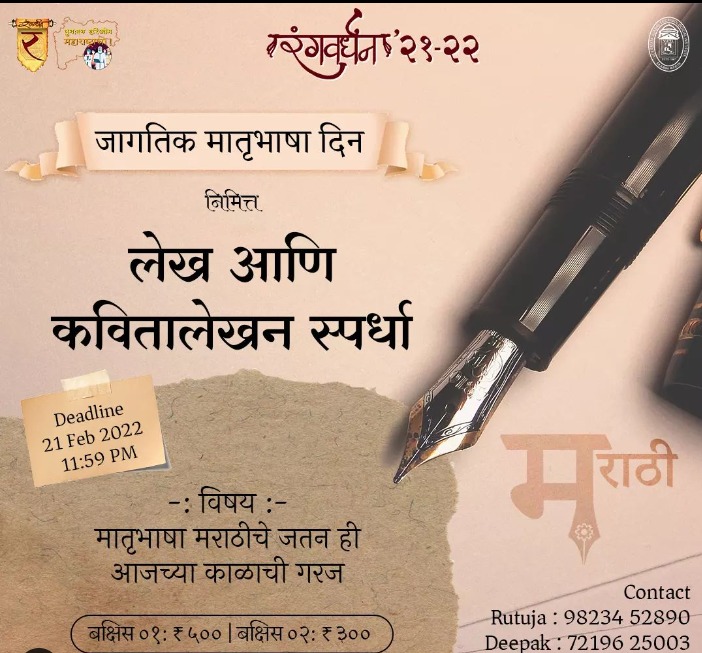 रंगवर्धन '२१-२२
जागतिक मातृभाषा दिन
निमित्त
लेख आणि
कवितालेखन स्पर्धा
Deadline
21 Feb 2022
11:59 PM
मराठी
-: विषय :-
मातृभाषा मराठीचे जतन ही
आजच्या काळाची गरज
बक्षिस ०१: ₹ ५०० | बक्षिस ०२: ₹ ३००
Contact
Rutuja : 98234 52890
Deepak : 72196 25003